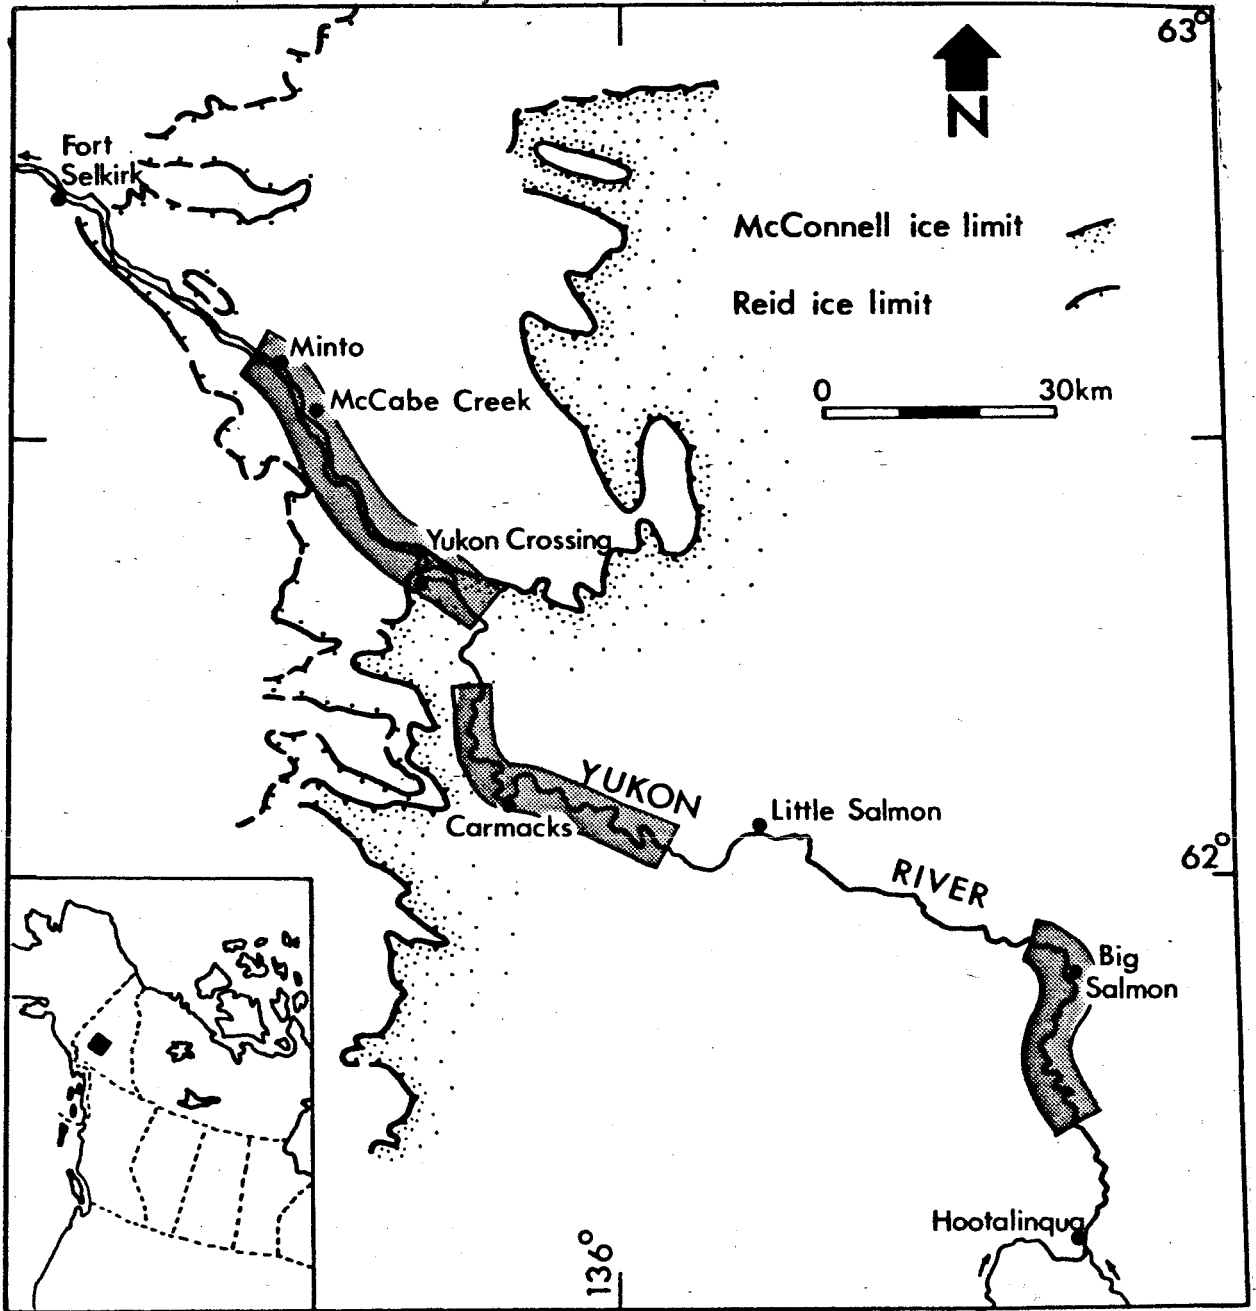 63°
N
Fort
Selkirk
McConnell ice limit
Reid ice limit
Minto
0 30km
McCabe Creek
Yukon Crossing
YUKON
Little Salmon
Carmacks
62°
RIVER
Big
Salmon
Hootalinqua
136°